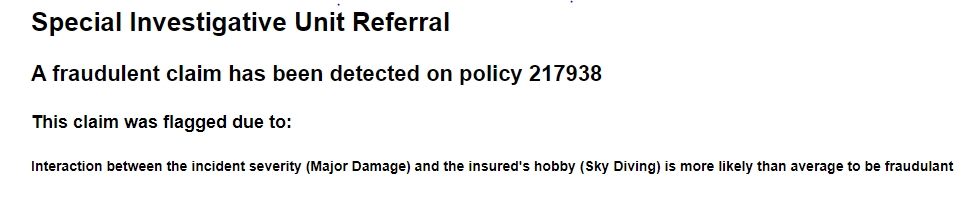 Special Investigative Unit Referral
A fraudulent claim has been detected on policy 217938
This claim was flagged due to:
Interaction between the incident severity (Major Damage) and the insured's hobby (Sky Diving) is more likely than average to be fraudulant